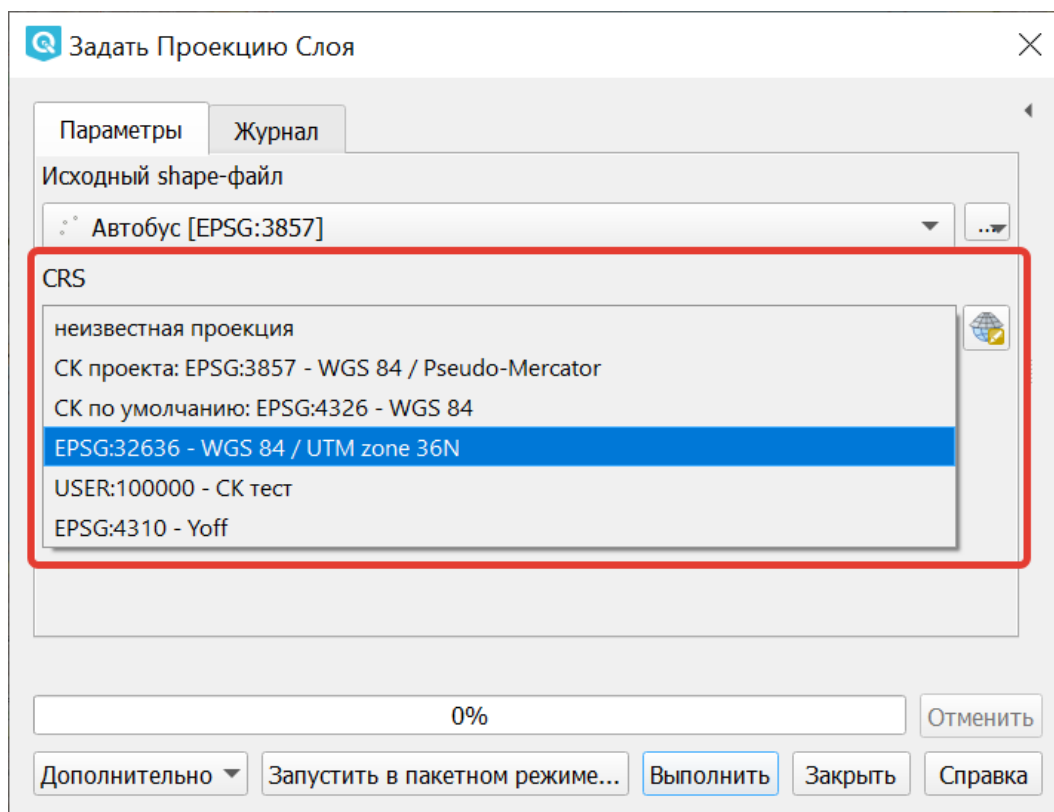 Задать Проекцию Слоя
Параметры
Журнал
Исходный shape-файл
Автобус [EPSG:3857]
...
CRS
неизвестная проекция
СК проекта: EPSG:3857 - WGS 84 / Pseudo-Mercator
СК по умолчанию: EPSG:4326 - WGS 84
EPSG:32636 - WGS 84 / UTM zone 36N
USER:100000 - СК тест
EPSG:4310 - Yoff
0%
Отменить
Дополнительно
Запустить в пакетном режиме...
Выполнить
Закрыть
Справка